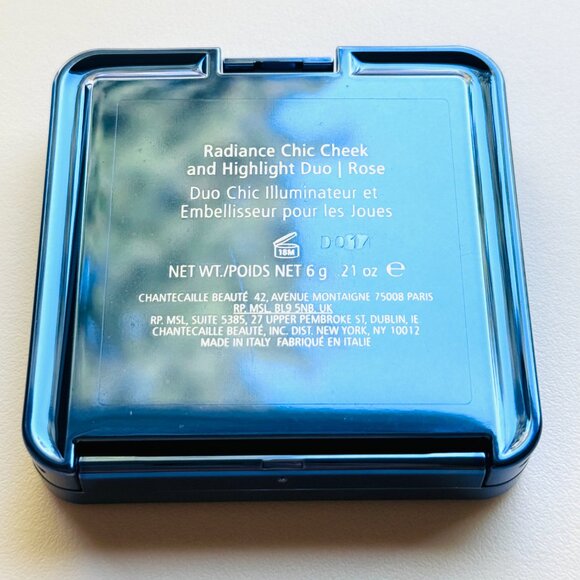 Radiance Chic Cheek
and Highlight Duo | Rose
Duo Chic Illuminateur et
Embellisseur pour les Joues
18M D017
NET WT./POIDS NET 6 g .21 oz ℮
CHANTECAILLE BEAUTÉ 42, AVENUE MONTAIGNE 75008 PARIS
RP. MSL, BL9 5NB, UK
RP. MSL, SUITE 5385, 27 UPPER PEMBROKE ST, DUBLIN, IE
CHANTECAILLE BEAUTÉ, INC. DIST. NEW YORK, NY 10012
MADE IN ITALY FABRIQUÉ EN ITALIE